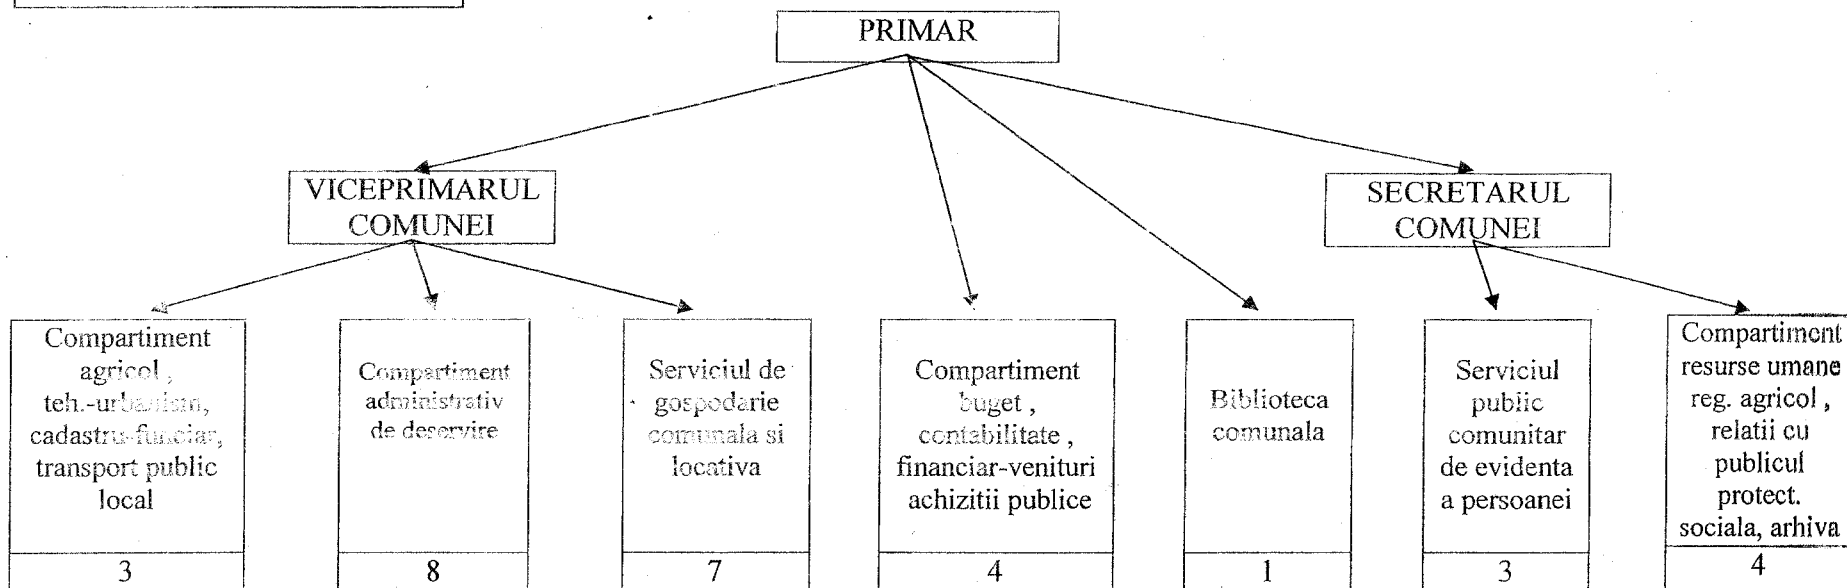 PRIMAR
VICEPRIMARUL
COMUNEI
SECRETARUL
COMUNEI
Compartiment
agricol ,
teh.-urbanism,
cadastru-funciar,
transport public
local
3
Compartiment
administrativ
de deservire
8
Serviciul de
gospodarie
comunala si
locativa
7
Compartiment
buget ,
contabilitate ,
financiar-venituri
achizitii publice
4
Biblioteca
comunala
1
Serviciul
public
comunitar
de evidenta
a persoanei
3
Compartiment
resurse umane
reg. agricol ,
relatii cu
publicul
protect.
sociala, arhiva
4